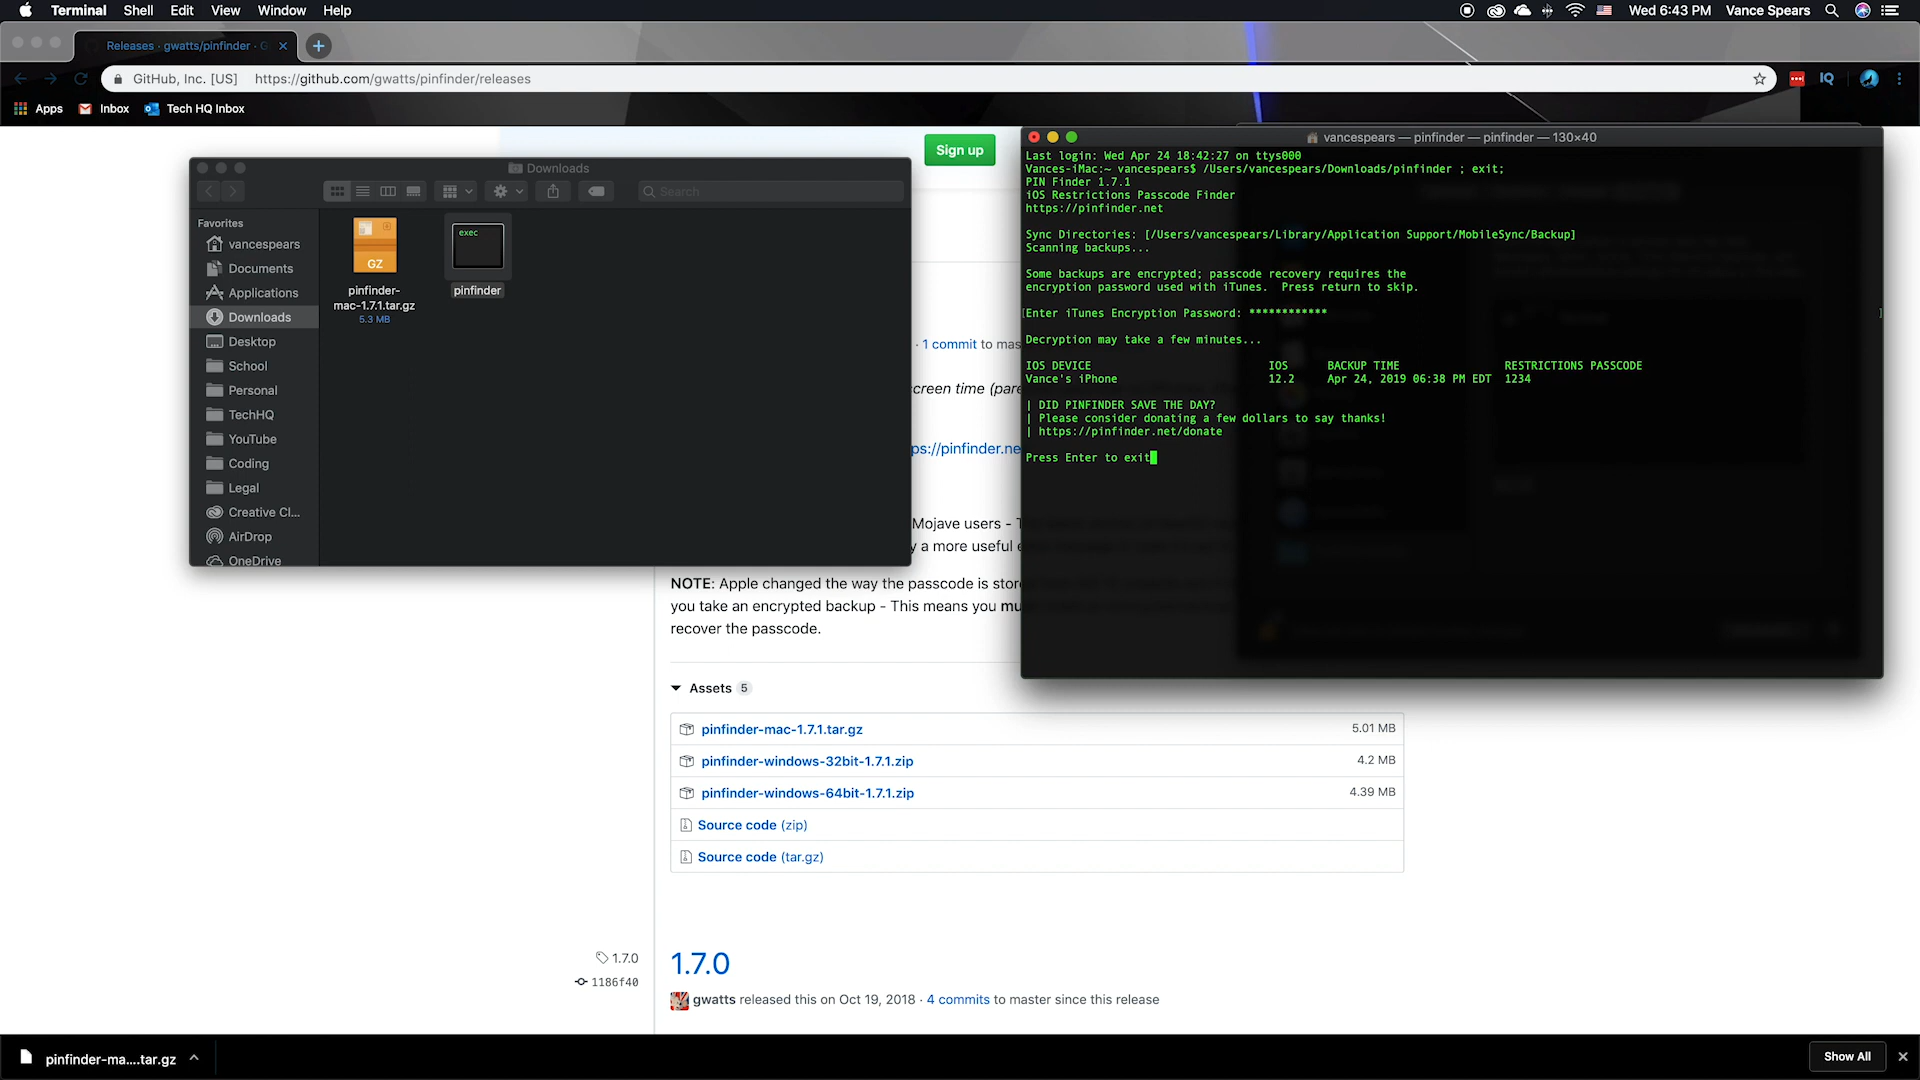 Terminal Shell Edit View Window Help
Wed 6:43 PM Vance Spears
Releases · gwatts/pinfinder · G
GitHub, Inc. [US] https://github.com/gwatts/pinfinder/releases
IQ
Apps Inbox Tech HQ Inbox
Sign up
Downloads
Search
Favorites
vancespears
Documents
Applications
Downloads
Desktop
School
Personal
TechHQ
YouTube
Coding
Legal
Creative Cl...
AirDrop
OneDrive
GZ
pinfinder-
mac-1.7.1.tar.gz
5.3 MB
exec
pinfinder
vancespears — pinfinder — pinfinder — 130×40
Last login: Wed Apr 24 18:42:27 on ttys000
Vances-iMac:~ vancespears$ /Users/vancespears/Downloads/pinfinder ; exit;
PIN Finder 1.7.1
iOS Restrictions Passcode Finder
https://pinfinder.net
Sync Directories: [/Users/vancespears/Library/Application Support/MobileSync/Backup]
Scanning backups...
Some backups are encrypted; passcode recovery requires the
encryption password used with iTunes. Press return to skip.
[Enter iTunes Encryption Password: ************ ]
Decryption may take a few minutes...
IOS DEVICE IOS BACKUP TIME RESTRICTIONS PASSCODE
Vance's iPhone 12.2 Apr 24, 2019 06:38 PM EDT 1234
| DID PINFINDER SAVE THE DAY?
| Please consider donating a few dollars to say thanks!
| https://pinfinder.net/donate
Press Enter to exit
· 1 commit to mas
screen time (pare
ps://pinfinder.ne
Mojave users - T
y a more useful e
NOTE: Apple changed the way the passcode is stor
you take an encrypted backup - This means you mu
recover the passcode.
Assets 5
pinfinder-mac-1.7.1.tar.gz 5.01 MB
pinfinder-windows-32bit-1.7.1.zip 4.2 MB
pinfinder-windows-64bit-1.7.1.zip 4.39 MB
Source code (zip)
Source code (tar.gz)
1.7.0
1186f40
1.7.0
gwatts released this on Oct 19, 2018 · 4 commits to master since this release
pinfinder-ma....tar.gz
Show All